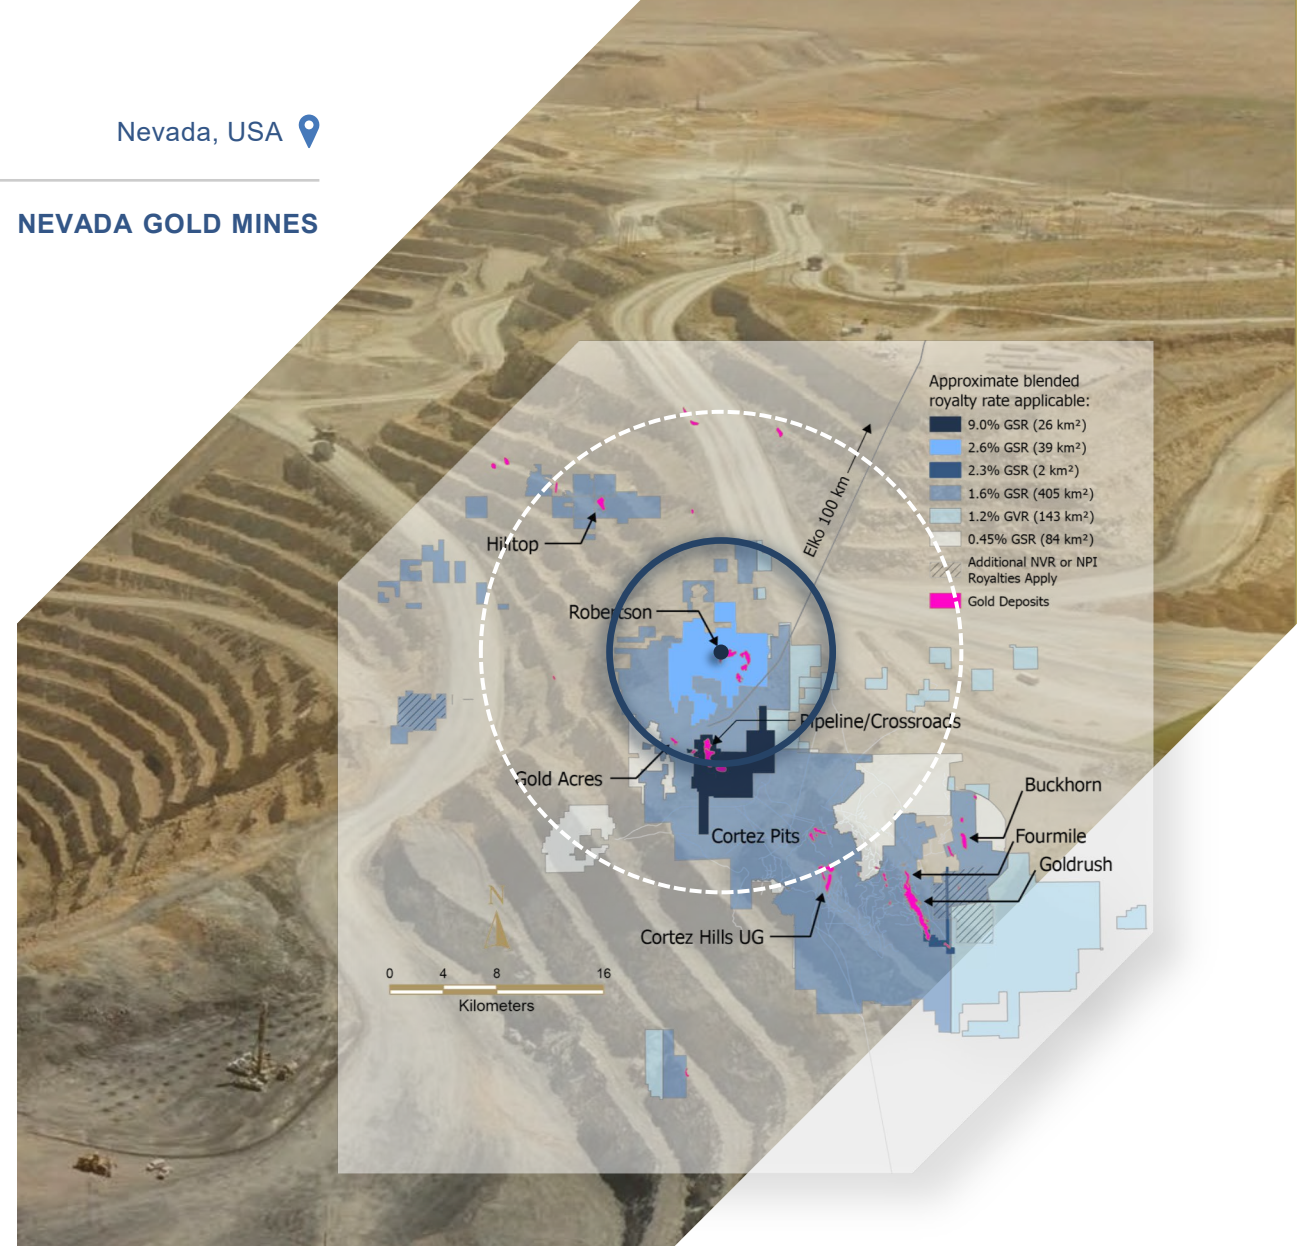 Nevada, USA
NEVADA GOLD MINES
Approximate blended
royalty rate applicable:
9.0% GSR (26 km²)
2.6% GSR (39 km²)
2.3% GSR (2 km²)
1.6% GSR (405 km²)
1.2% GVR (143 km²)
0.45% GSR (84 km²)
Additional NVR or NPI
Royalties Apply
Gold Deposits
Elko 100 km
Hilltop
Robertson
Pipeline/Crossroads
Gold Acres
Buckhorn
Cortez Pits
Fourmile
Goldrush
Cortez Hills UG
N
0 4 8 16
Kilometers